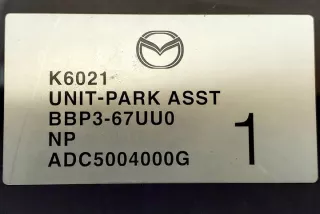 K6021
UNIT-PARK ASST
BBP3-67UU0
NP
ADC5004000G
1